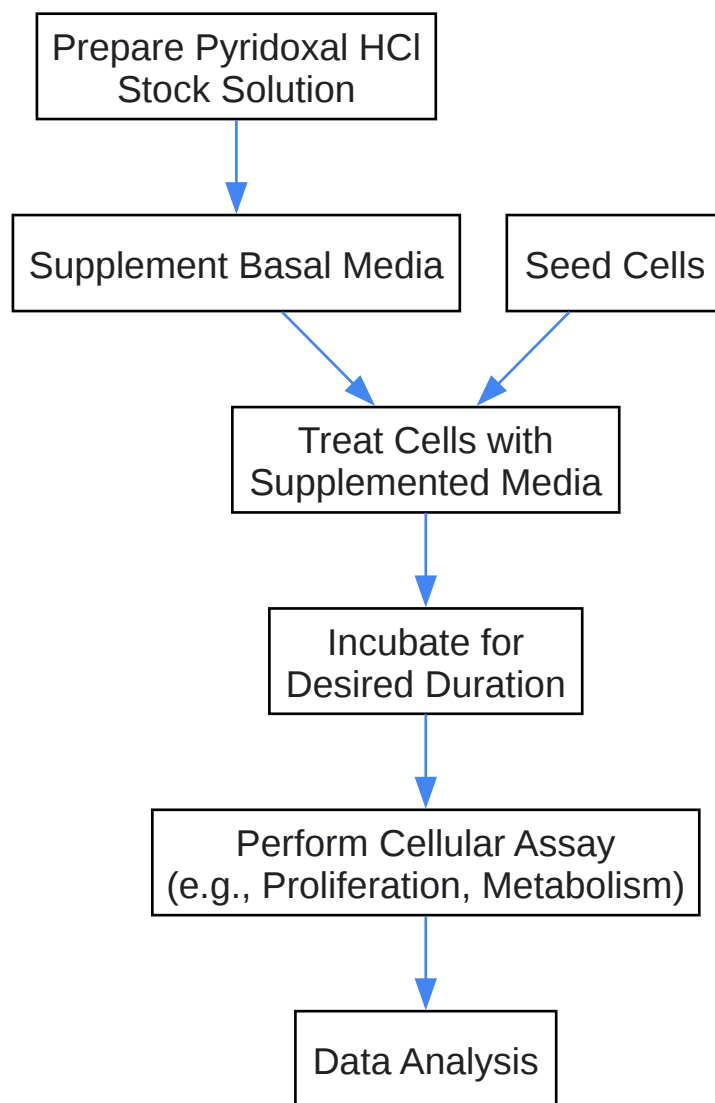 Prepare Pyridoxal HCl
Stock Solution
Supplement Basal Media
Seed Cells
Treat Cells with
Supplemented Media
Incubate for
Desired Duration
Perform Cellular Assay
(e.g., Proliferation, Metabolism)
Data Analysis